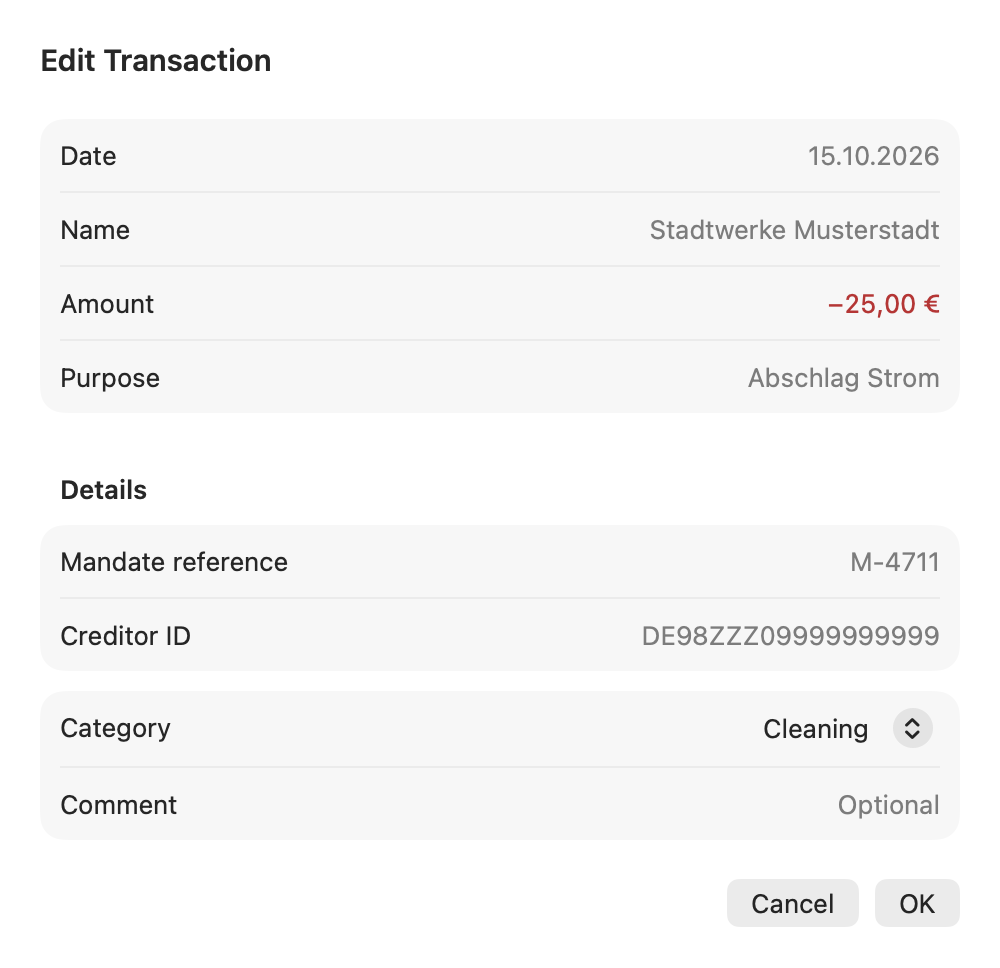 Edit Transaction
Date 15.10.2026
Name Stadtwerke Musterstadt
Amount −25,00 €
Purpose Abschlag Strom
Details
Mandate reference M-4711
Creditor ID DE98ZZZ09999999999
Category Cleaning
Comment Optional
Cancel OK